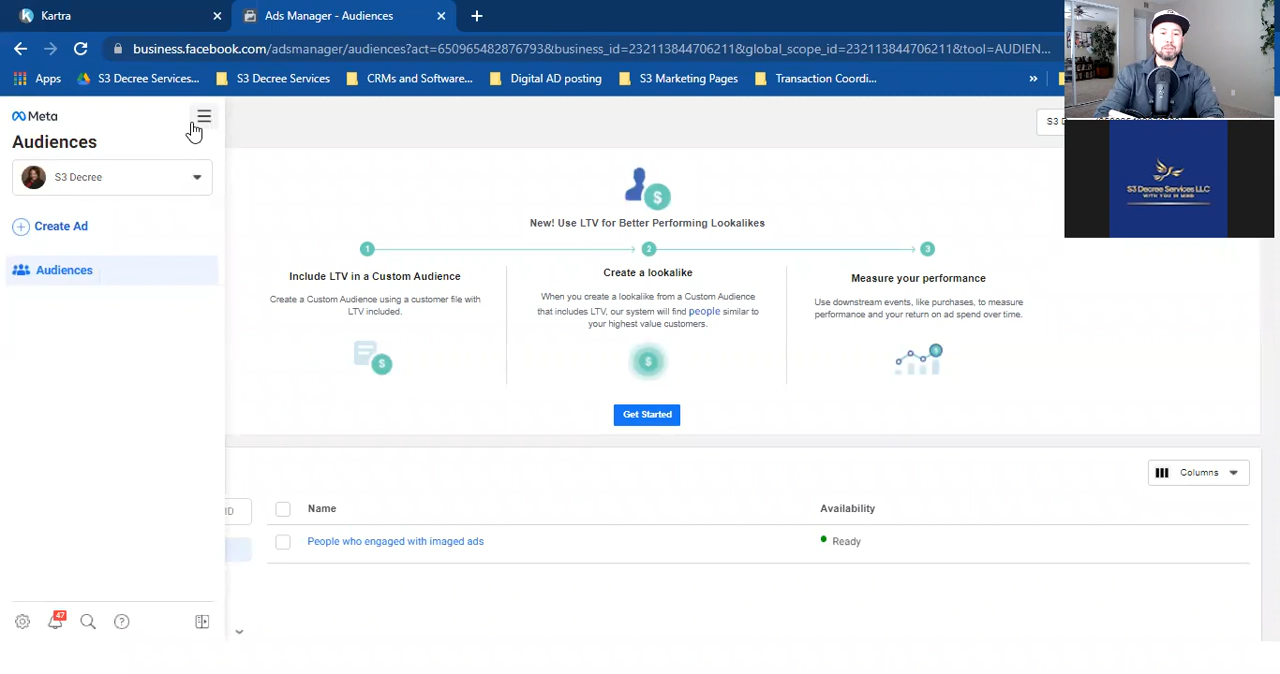 Kartra
Ads Manager - Audiences
business.facebook.com/adsmanager/audiences?act=650965482876793&business_id=232113844706211&global_scope_id=232113844706211&tool=AUDIEN...
Apps
S3 Decree Services...
S3 Decree Services
CRMs and Software...
Digital AD posting
S3 Marketing Pages
Transaction Coordi...
»
Meta
Audiences
S3 Decree
Create Ad
Audiences
47
S3 D
New! Use LTV for Better Performing Lookalikes
1
2
3
Include LTV in a Custom Audience
Create a Custom Audience using a customer file with
LTV included.
Create a lookalike
When you create a lookalike from a Custom Audience
that includes LTV, our system will find people similar to
your highest value customers.
Measure your performance
Use downstream events, like purchases, to measure
performance and your return on ad spend over time.
Get Started
Columns
ID
Name
Availability
People who engaged with imaged ads
Ready
S3 Decree Services LLC
WITH YOU IN MIND